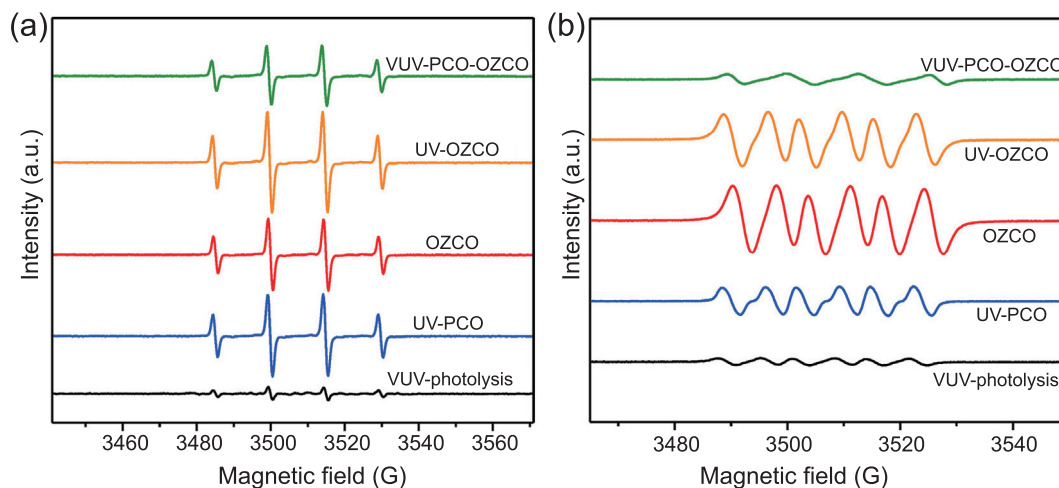 (a)
Intensity (a.u.)
VUV-PCO-OZCO
UV-OZCO
OZCO
UV-PCO
VUV-photolysis
3460 3480 3500 3520 3540 3560
Magnetic field (G)
(b)
Intensity (a.u.)
VUV-PCO-OZCO
UV-OZCO
OZCO
UV-PCO
VUV-photolysis
3480 3500 3520 3540
Magnetic field (G)